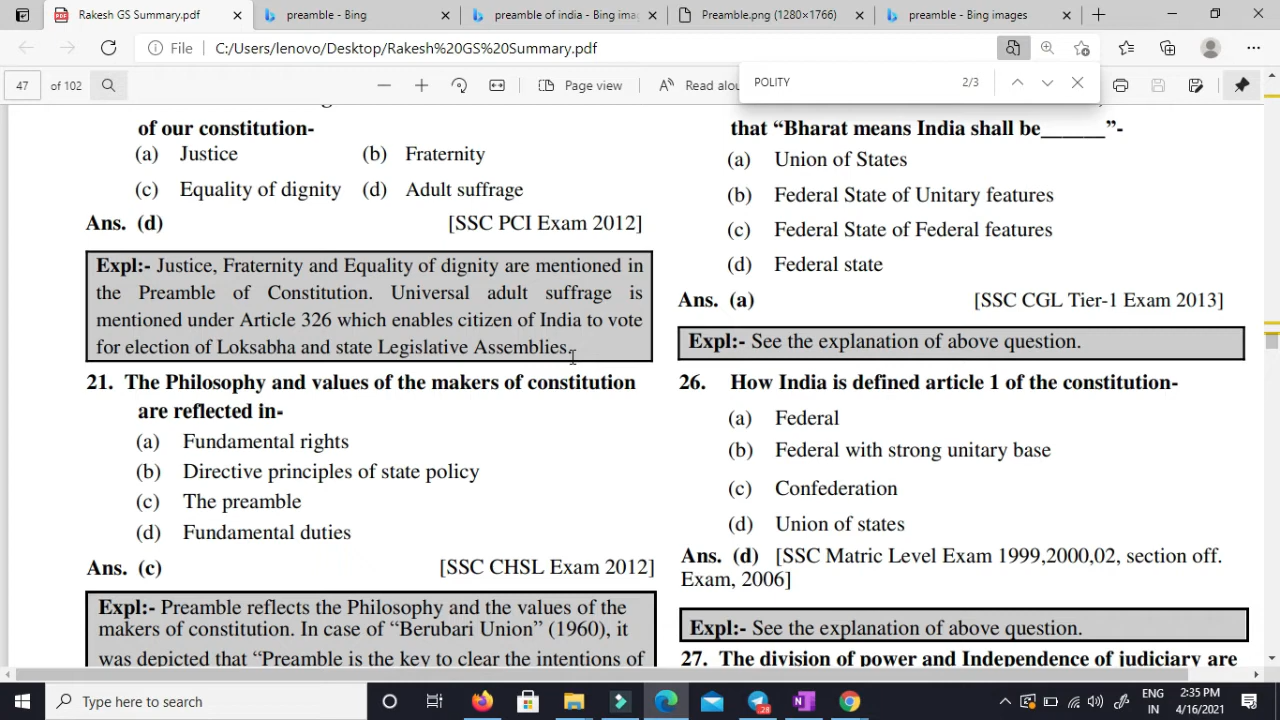 Rakesh GS Summary.pdf
preamble - Bing
preamble of india - Bing ima
Preamble.png (1280×1766)
preamble - Bing images
File
C:/Users/lenovo/Desktop/Rakesh%20GS%20Summary.pdf
47 of 102
Page view
Read alou
POLITY 2/3
of our constitution-
(a) Justice (b) Fraternity
(c) Equality of dignity (d) Adult suffrage
Ans. (d) [SSC PCI Exam 2012]
Expl:- Justice, Fraternity and Equality of dignity are mentioned in
the Preamble of Constitution. Universal adult suffrage is
mentioned under Article 326 which enables citizen of India to vote
for election of Loksabha and state Legislative Assemblies.
21. The Philosophy and values of the makers of constitution
are reflected in-
(a) Fundamental rights
(b) Directive principles of state policy
(c) The preamble
(d) Fundamental duties
Ans. (c) [SSC CHSL Exam 2012]
Expl:- Preamble reflects the Philosophy and the values of the
makers of constitution. In case of “Berubari Union” (1960), it
was depicted that “Preamble is the key to clear the intentions of
that “Bharat means India shall be______”-
(a) Union of States
(b) Federal State of Unitary features
(c) Federal State of Federal features
(d) Federal state
Ans. (a) [SSC CGL Tier-1 Exam 2013]
Expl:- See the explanation of above question.
26. How India is defined article 1 of the constitution-
(a) Federal
(b) Federal with strong unitary base
(c) Confederation
(d) Union of states
Ans. (d) [SSC Matric Level Exam 1999,2000,02, section off.
Exam, 2006]
Expl:- See the explanation of above question.
27. The division of power and Independence of judiciary are
Type here to search
28
ENG
IN
2:35 PM
4/16/2021